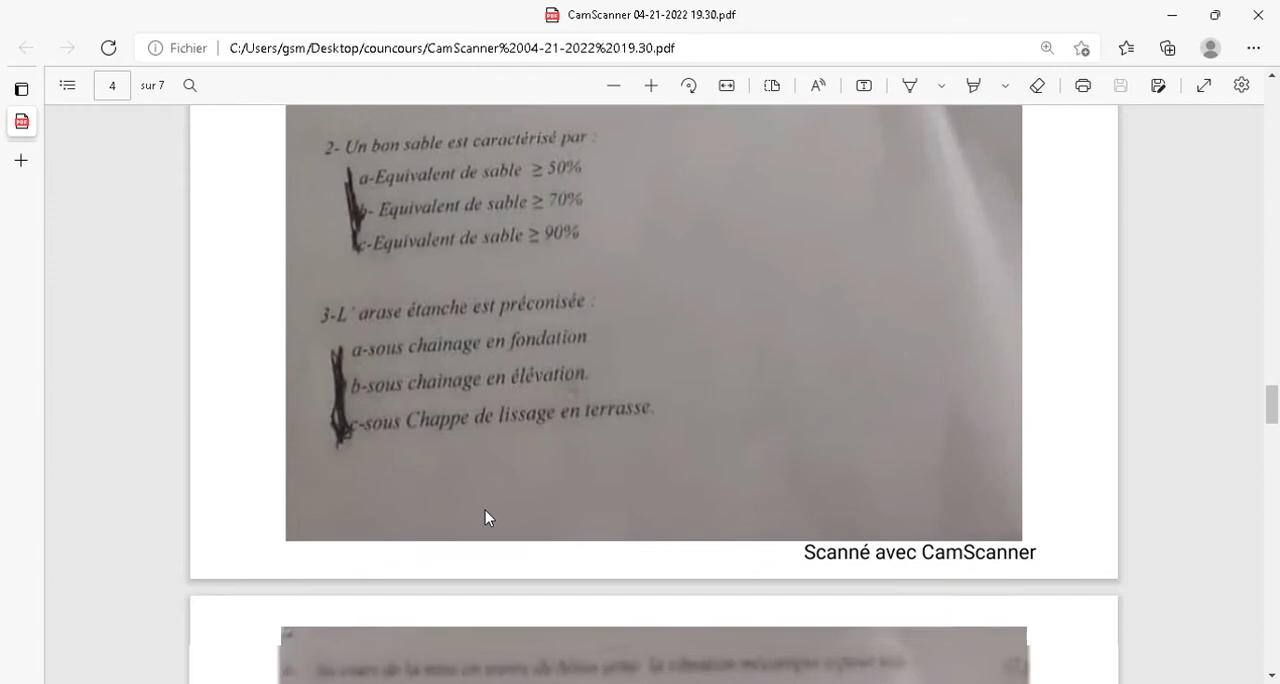 CamScanner 04-21-2022 19.30.pdf
Fichier C:/Users/gsm/Desktop/councours/CamScanner%2004-21-2022%2019.30.pdf
4 sur 7
2- Un bon sable est caractérisé par :
a-Equivalent de sable ≥ 50%
b- Equivalent de sable ≥ 70%
c-Equivalent de sable ≥ 90%
3-L'arase étanche est préconisée :
a-sous chainage en fondation
b-sous chainage en élévation.
c-sous Chappe de lissage en terrasse.
Scanné avec CamScanner